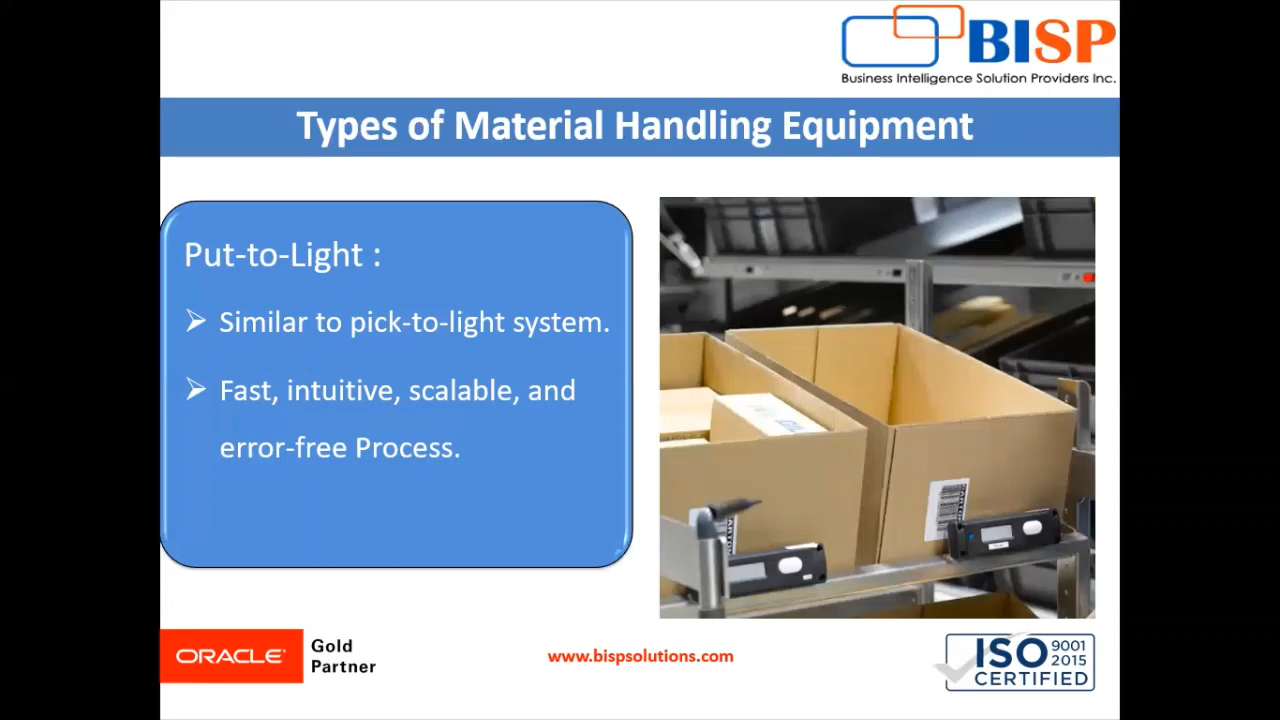 BISP
Business Intelligence Solution Providers Inc.
Types of Material Handling Equipment
Put-to-Light :
Similar to pick-to-light system.
Fast, intuitive, scalable, and
error-free Process.
ORACLE
Gold
Partner
www.bispsolutions.com
ISO 9001
2015
CERTIFIED